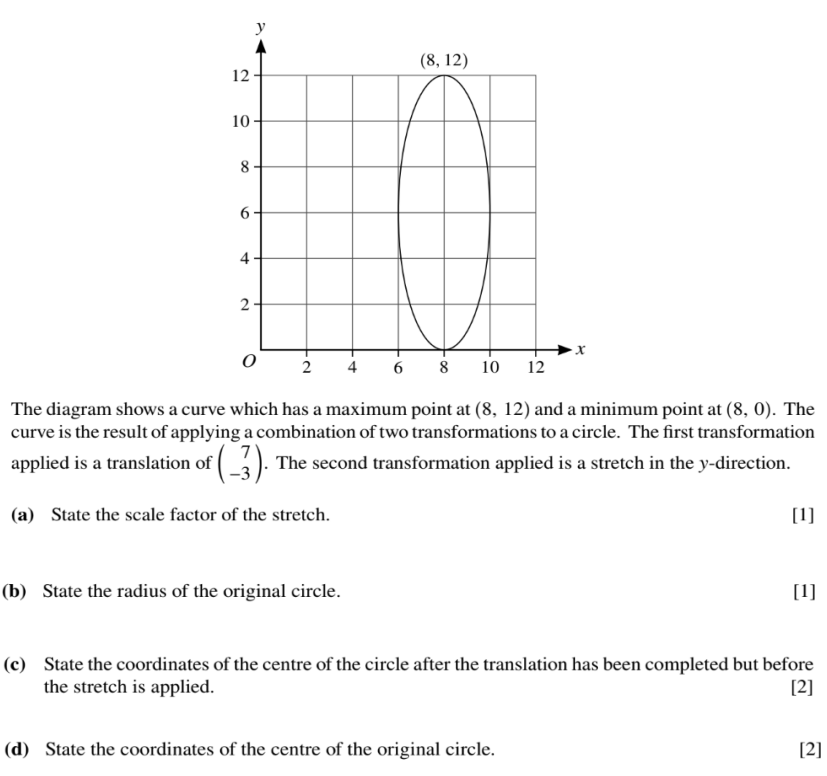 y
(8, 12)
12
10
8
6
4
2
O
2 4 6 8 10 12
x
The diagram shows a curve which has a maximum point at (8, 12) and a minimum point at (8, 0). The
curve is the result of applying a combination of two transformations to a circle. The first transformation
applied is a translation of (7 −3). The second transformation applied is a stretch in the y-direction.
(a) State the scale factor of the stretch. [1]
(b) State the radius of the original circle. [1]
(c) State the coordinates of the centre of the circle after the translation has been completed but before
the stretch is applied. [2]
(d) State the coordinates of the centre of the original circle. [2]